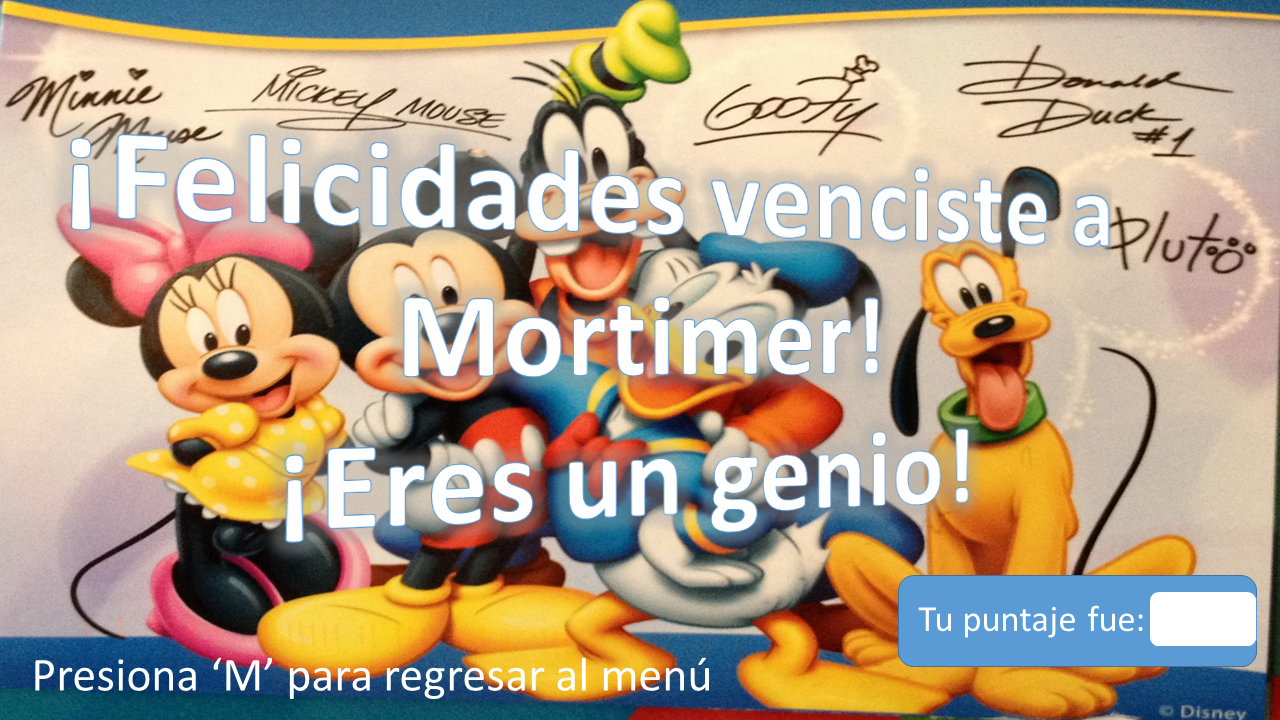 Minnie
Mouse
Mickey Mouse
Goofy
Donald
Duck
#1
¡Felicidades venciste a
Pluto
Mortimer!
¡Eres un genio!
Tu puntaje fue:
Presiona ‘M’ para regresar al menú
© Disney